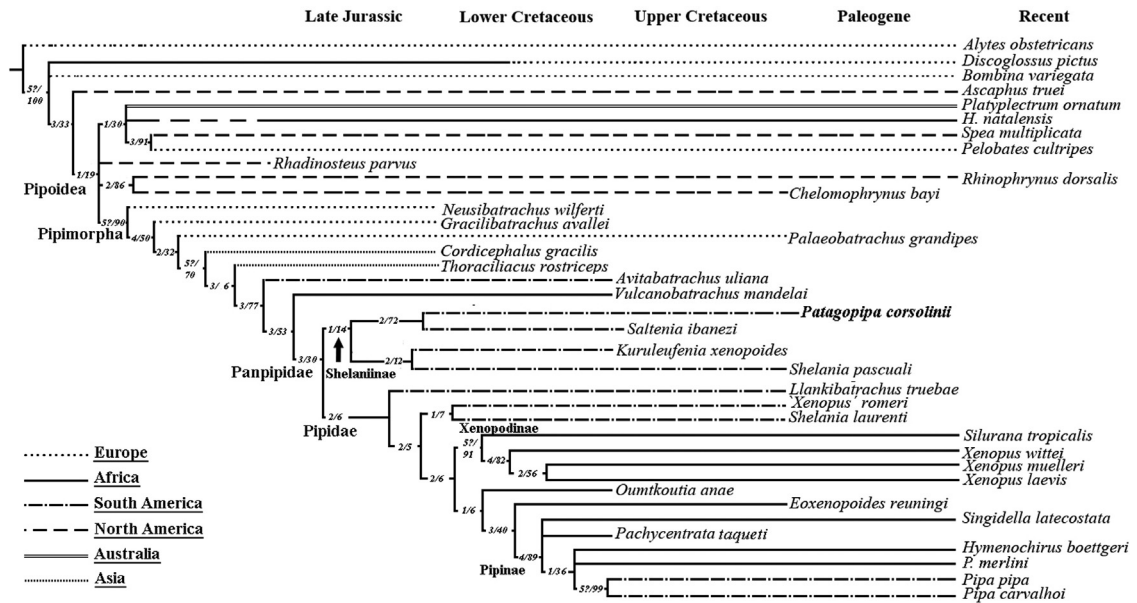 Late Jurassic Lower Cretaceous Upper Cretaceous Paleogene Recent
Alytes obstetricans
Discoglossus pictus
Bombina variegata
5?/
100
Ascaphus truei
Platyplectrum ornatum
3/33
1/30
H. natalensis
Spea multiplicata
3/91
Pelobates cultripes
Rhadinosteus parvus
1/19
Rhinophrynus dorsalis
Pipoidea
2/86
Chelomophrynus bayi
Neusibatrachus wilferti
Gracilibatrachus avallei
5?/90
Pipimorpha
4/50
Palaeobatrachus grandipes
2/32
Cordicephalus gracilis
5?/
70
Thoraciliacus rostriceps
3/ 6
Avitabatrachus uliana
Vulcanobatrachus mandelai
3/77
Patagopipa corsolinii
2/72
3/53
1/14
Saltenia ibanezi
Kuruleufenia xenopoides
3/30
2/12
Panpipidae
Shelaniinae
Shelania pascuali
Llankibatrachus truebae
'Xenopus' romeri
1/7
2/6
Shelania laurenti
Pipidae
Xenopodinae
Silurana tropicalis
5?/
91
2/5
Xenopus wittei
4/82
Xenopus muelleri
2/56
2/6
Xenopus laevis
Oumtkoutia anae
Eoxenopoides reuningi
1/6
Singidella latecostata
3/40
Pachycentrata taqueti
Hymenochirus boettgeri
4/89
P. merlini
Pipinae
1/36
Pipa pipa
5?/99
Pipa carvalhoi
Europe
Africa
South America
North America
Australia
Asia